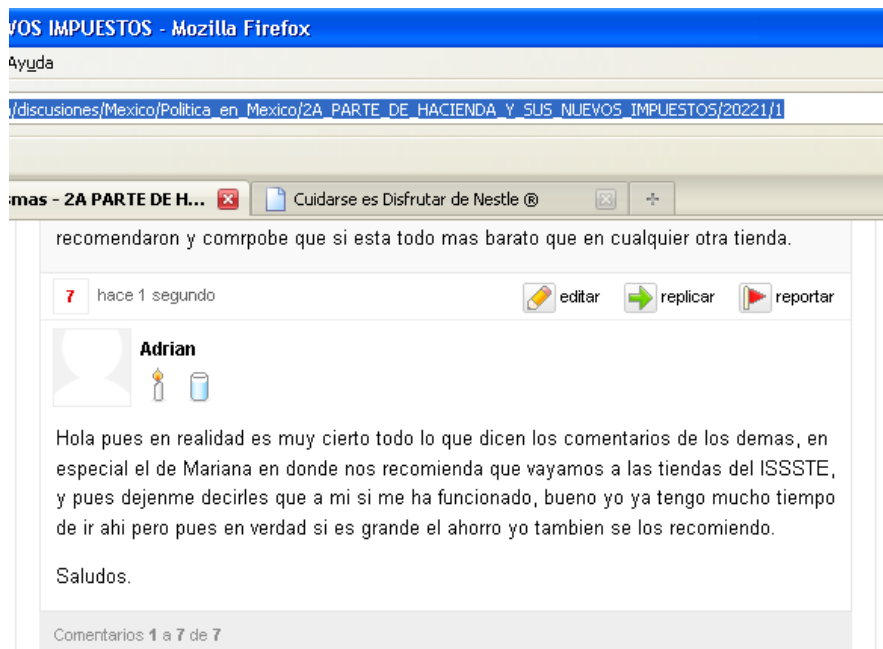 VOS IMPUESTOS - Mozilla Firefox
Ayuda
/discusiones/Mexico/Politica_en_Mexico/2A_PARTE_DE_HACIENDA_Y_SUS_NUEVOS_IMPUESTOS/20221/1
mas - 2A PARTE DE H... Cuidarse es Disfrutar de Nestle ®
recomendaron y comrpobe que si esta todo mas barato que en cualquier otra tienda.
7 hace 1 segundo editar replicar reportar
Adrian
Hola pues en realidad es muy cierto todo lo que dicen los comentarios de los demas, en
especial el de Mariana en donde nos recomienda que vayamos a las tiendas del ISSSTE,
y pues dejenme decirles que a mi si me ha funcionado, bueno yo ya tengo mucho tiempo
de ir ahi pero pues en verdad si es grande el ahorro yo tambien se los recomiendo.
Saludos.
Comentarios 1 a 7 de 7